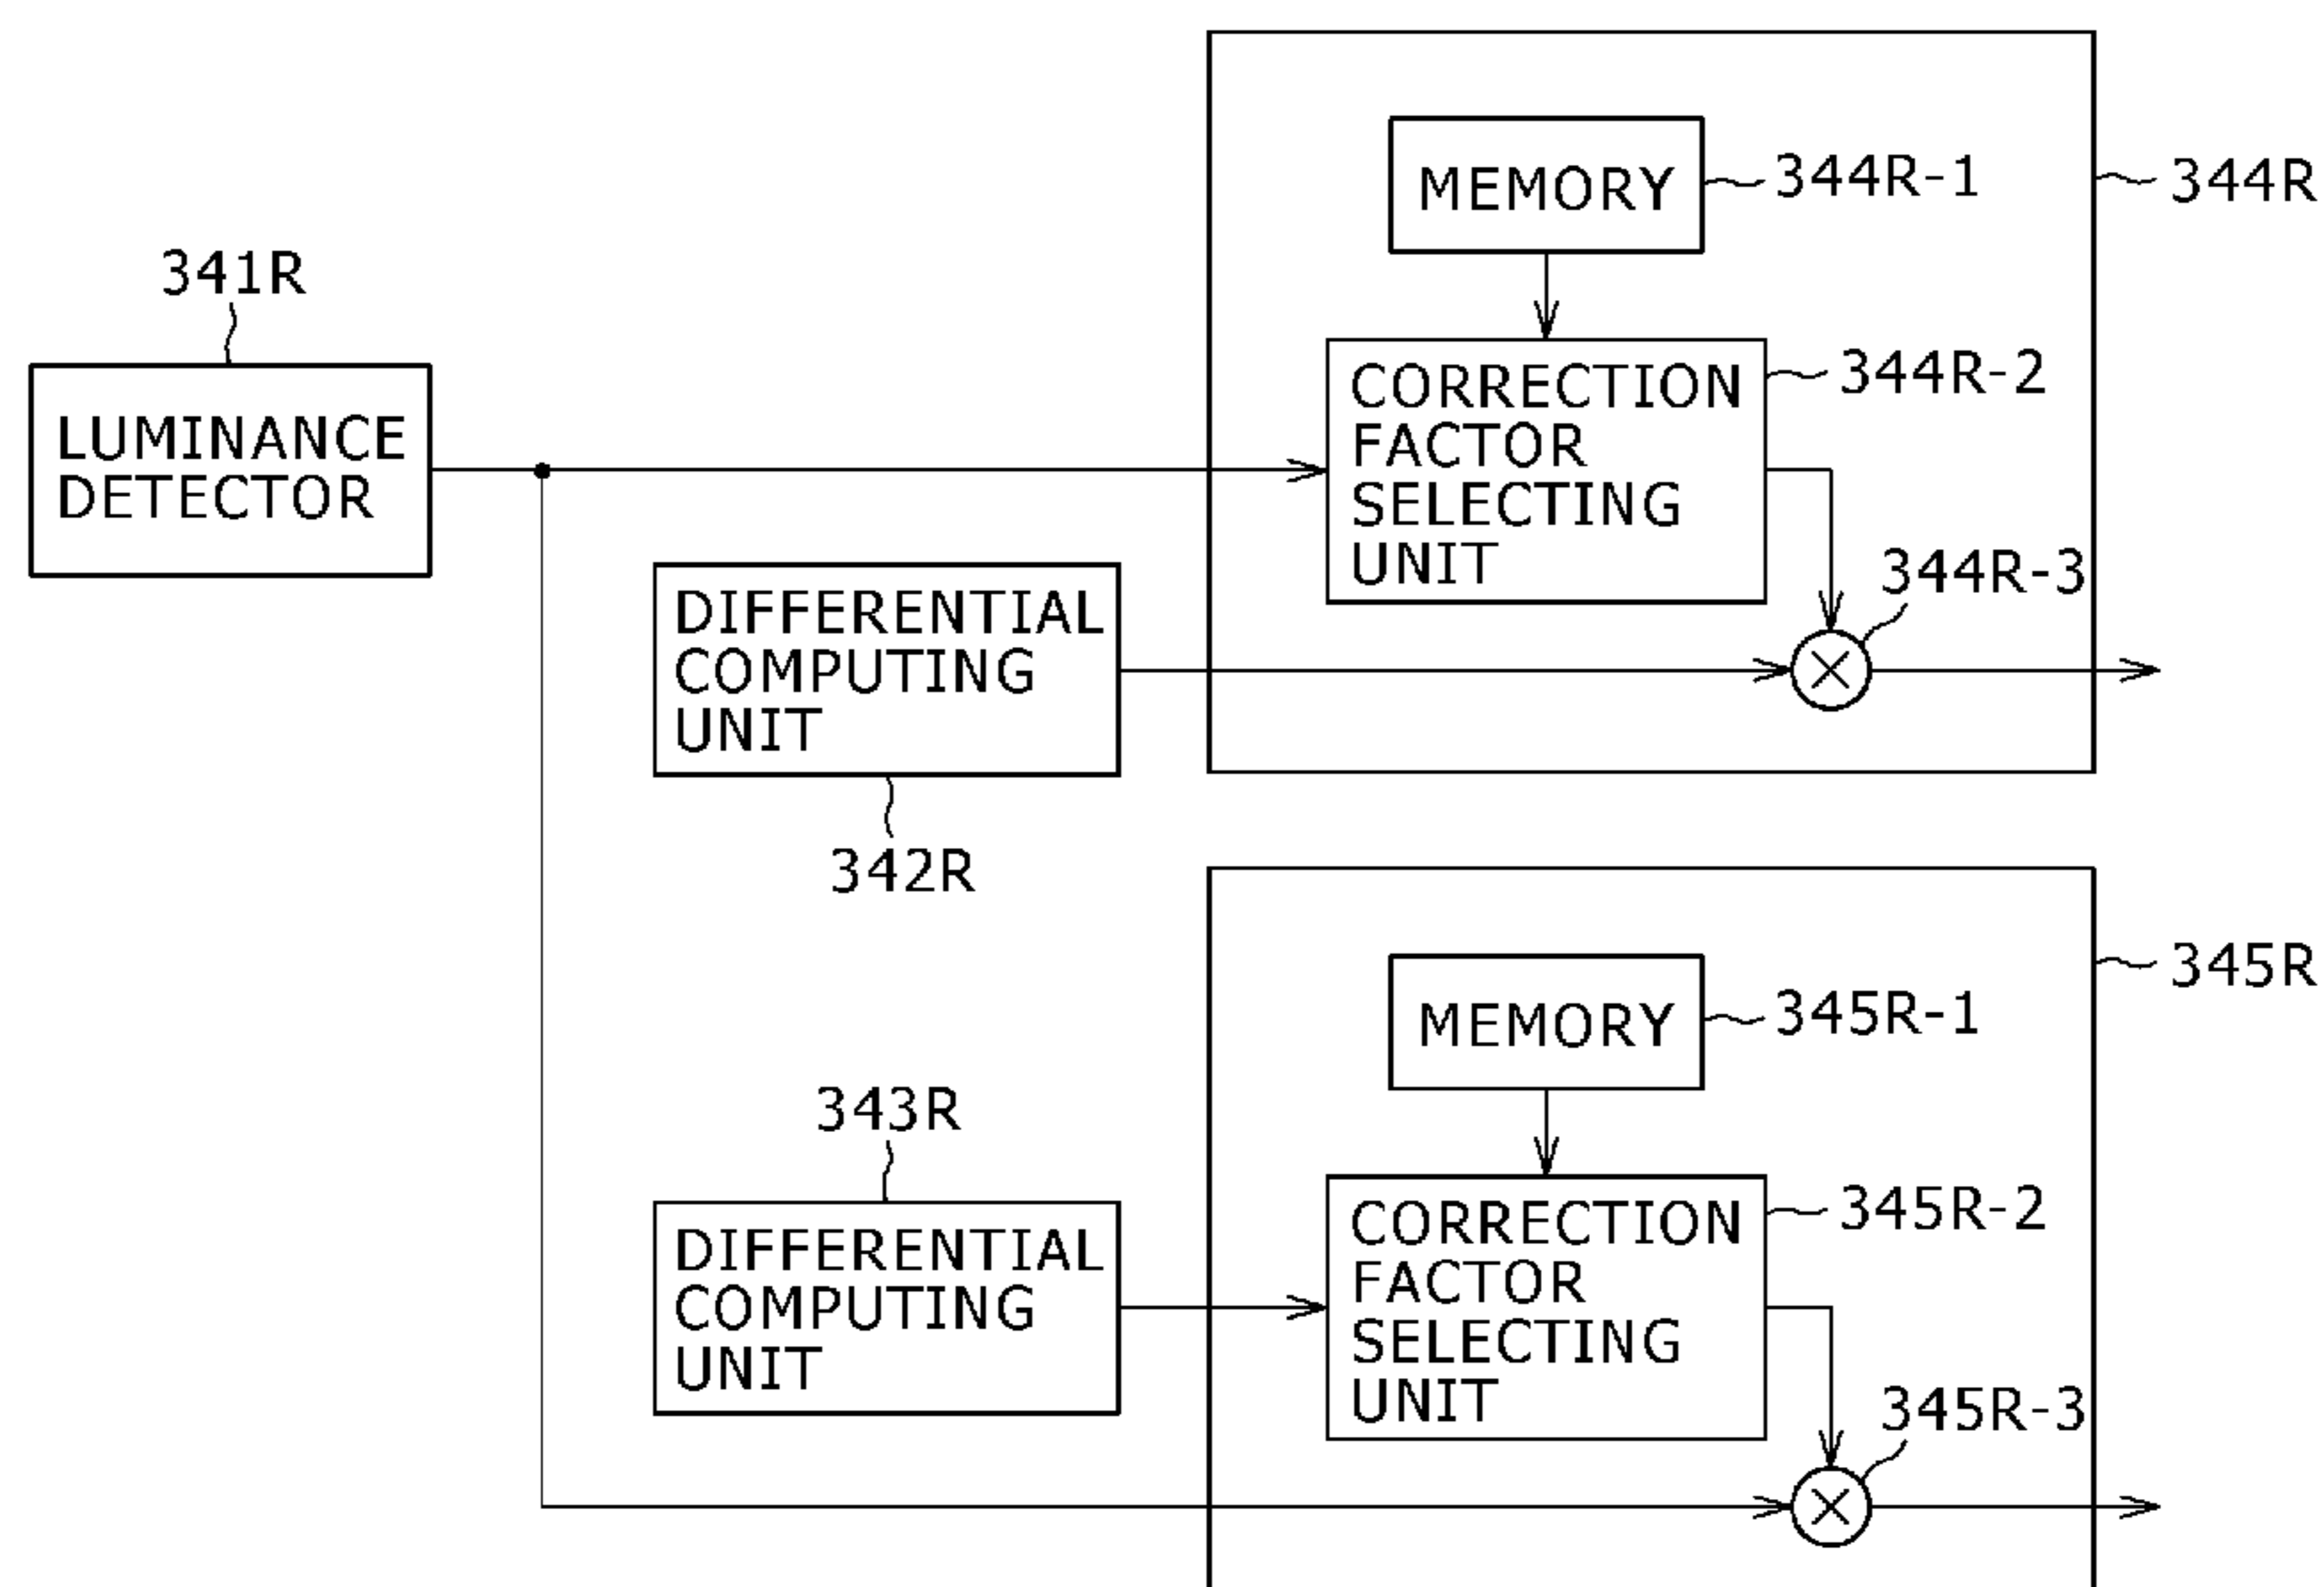 MEMORY
344R-1
344R
341R
LUMINANCE
DETECTOR
CORRECTION
FACTOR
SELECTING
UNIT
344R-2
344R-3
DIFFERENTIAL
COMPUTING
UNIT
342R
345R
MEMORY
345R-1
343R
DIFFERENTIAL
COMPUTING
UNIT
CORRECTION
FACTOR
SELECTING
UNIT
345R-2
345R-3